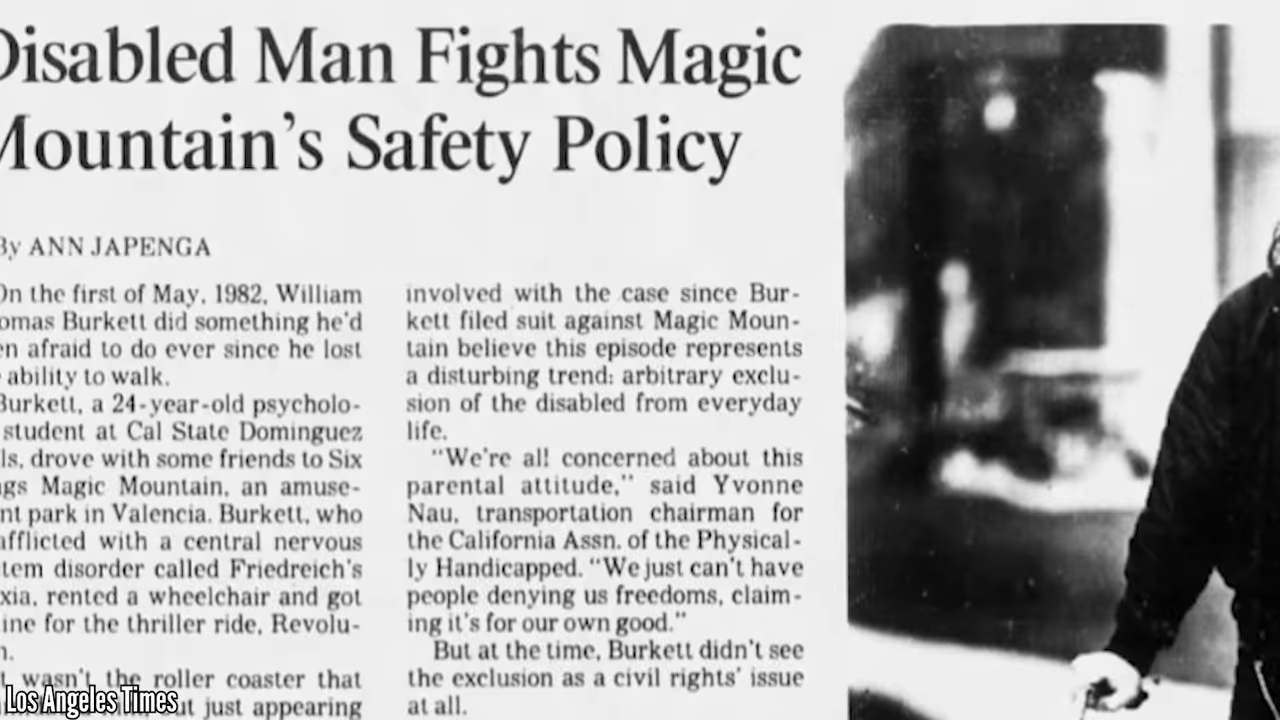 Disabled Man Fights Magic
Mountain's Safety Policy
By ANN JAPENGA
On the first of May, 1982, William
omas Burkett did something he'd
en afraid to do ever since he lost
ability to walk.
Burkett, a 24-year-old psycholo-
student at Cal State Dominguez
ls, drove with some friends to Six
gs Magic Mountain, an amuse-
nt park in Valencia. Burkett, who
afflicted with a central nervous
tem disorder called Friedreich's
xia, rented a wheelchair and got
ine for the thriller ride, Revolu-
n.
t wasn't the roller coaster that
but just appearing
involved with the case since Bur-
kett filed suit against Magic Moun-
tain believe this episode represents
a disturbing trend: arbitrary exclu-
sion of the disabled from everyday
life.
"We're all concerned about this
parental attitude," said Yvonne
Nau, transportation chairman for
the California Assn. of the Physical-
ly Handicapped. "We just can't have
people denying us freedoms, claim-
ing it's for our own good."
But at the time, Burkett didn't see
the exclusion as a civil rights' issue
at all.
Los Angeles Times